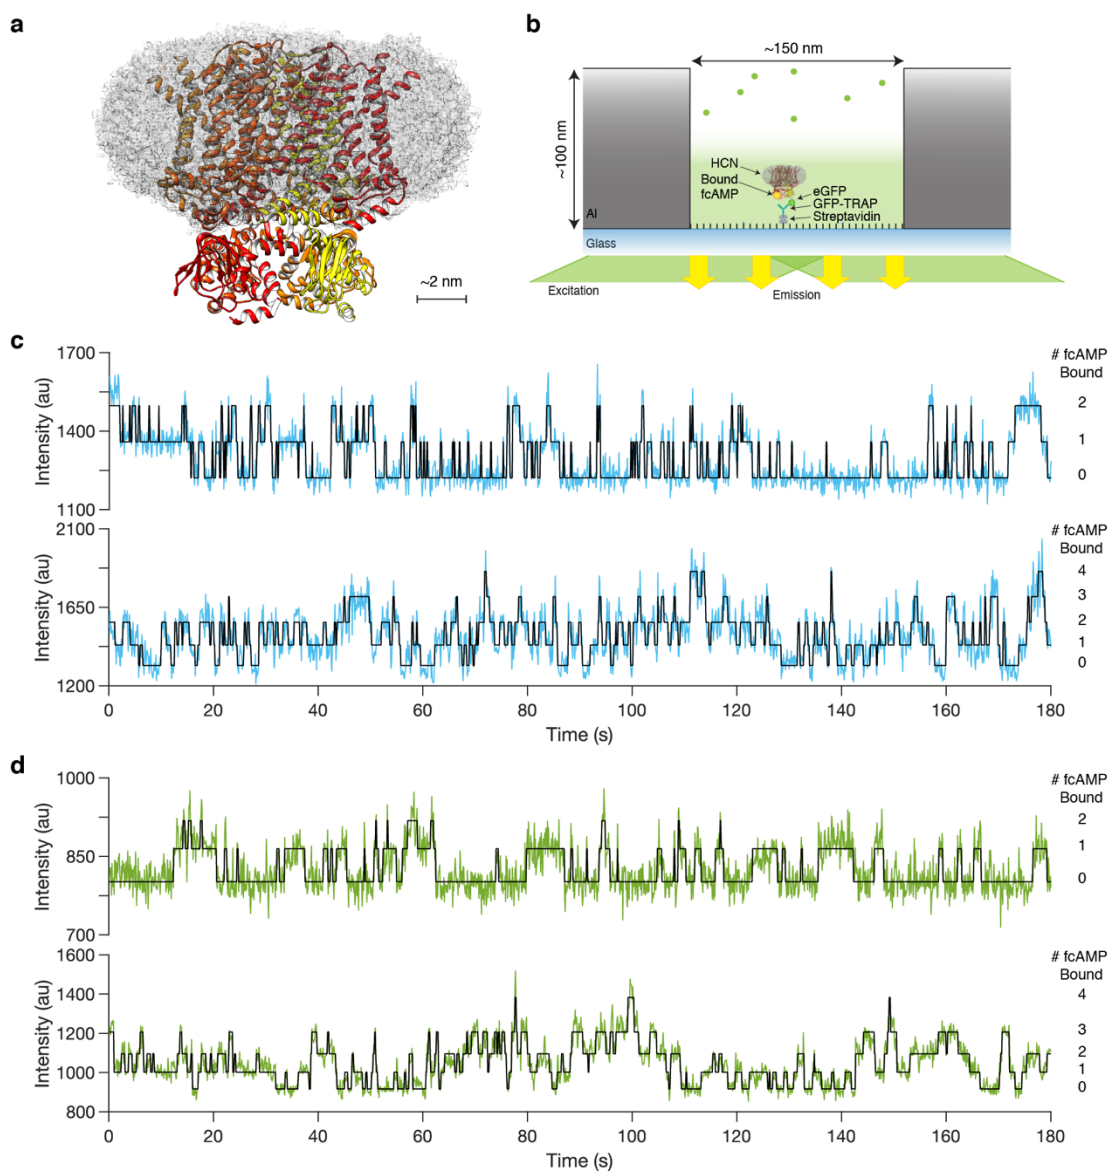 a
~2 nm
b
~150 nm
~100 nm
HCN
Bound
fcAMP
eGFP
GFP-TRAP
Streptavidin
Al
Glass
Excitation
Emission
c
Intensity (au)
1700
1400
1100
# fcAMP
Bound
2
1
0
Intensity (au)
2100
1650
1200
# fcAMP
Bound
4
3
2
1
0
0 20 40 60 80 100 120 140 160 180
Time (s)
d
Intensity (au)
1000
850
700
# fcAMP
Bound
2
1
0
Intensity (au)
1600
1400
1200
1000
800
# fcAMP
Bound
4
3
2
1
0
0 20 40 60 80 100 120 140 160 180
Time (s)